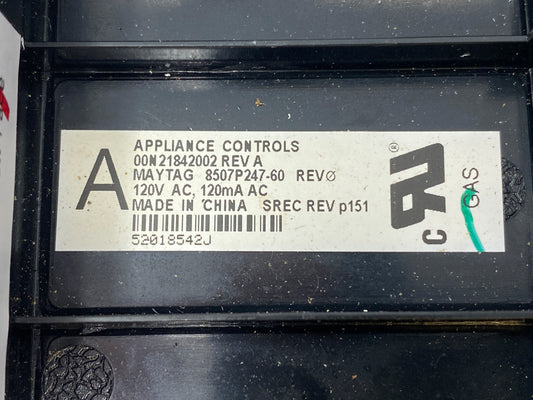 A
APPLIANCE CONTROLS
00N21842002 REV A
MAYTAG 8507P247-60 REVØ
120V AC, 120mA AC
MADE IN CHINA SREC REV p151
52018542J
C RU ®
GAS